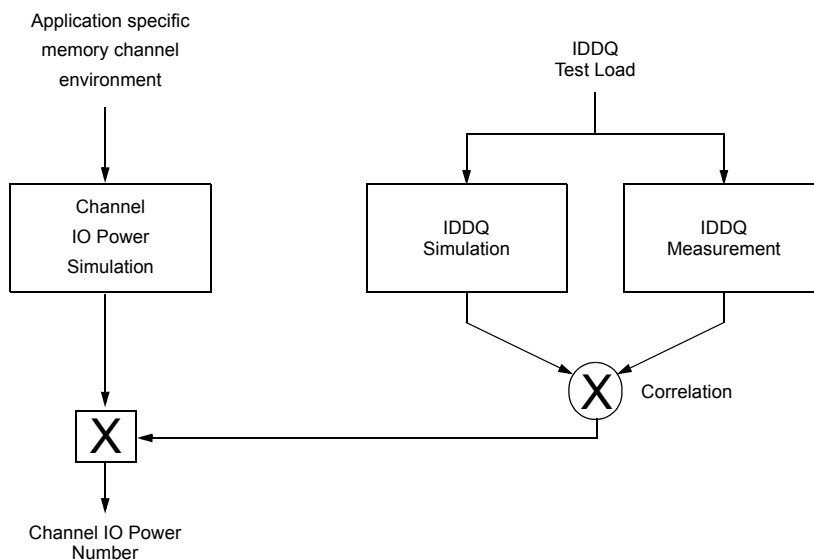 Application specific
memory channel
environment
IDDQ
Test Load
Channel
IO Power
Simulation
IDDQ
Simulation
IDDQ
Measurement
X
Correlation
X
Channel IO Power
Number